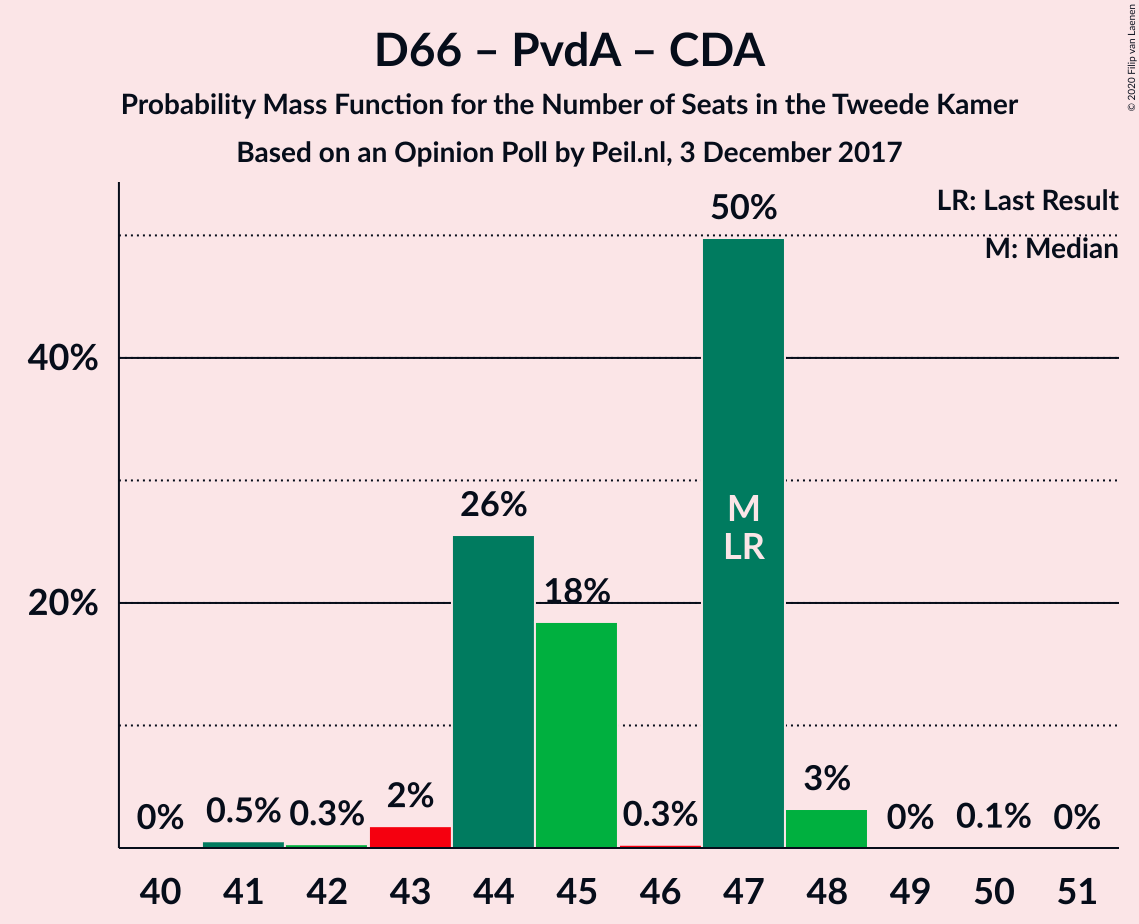 D66 – PvdA – CDA
Probability Mass Function for the Number of Seats in the Tweede Kamer
Based on an Opinion Poll by Peil.nl, 3 December 2017
© 2020 Filip van Laenen
LR: Last Result
M: Median
40%
20%
0%
0.5%
0.3%
2%
26%
18%
0.3%
50%
M
LR
3%
0%
0.1%
0%
40 41 42 43 44 45 46 47 48 49 50 51